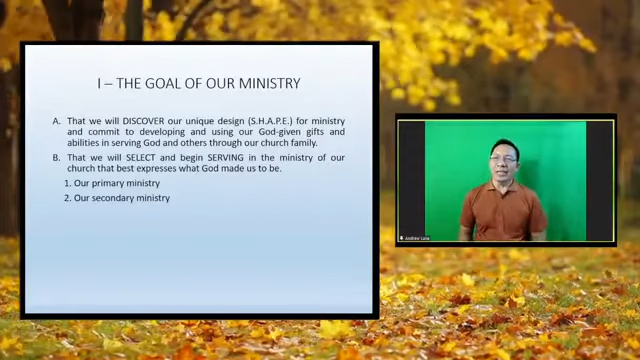 I – THE GOAL OF OUR MINISTRY
A. That we will DISCOVER our unique design (S.H.A.P.E.) for ministry
and commit to developing and using our God-given gifts and
abilities in serving God and others through our church family.
B. That we will SELECT and begin SERVING in the ministry of our
church that best expresses what God made us to be.
1. Our primary ministry
2. Our secondary ministry
Andrew Lana